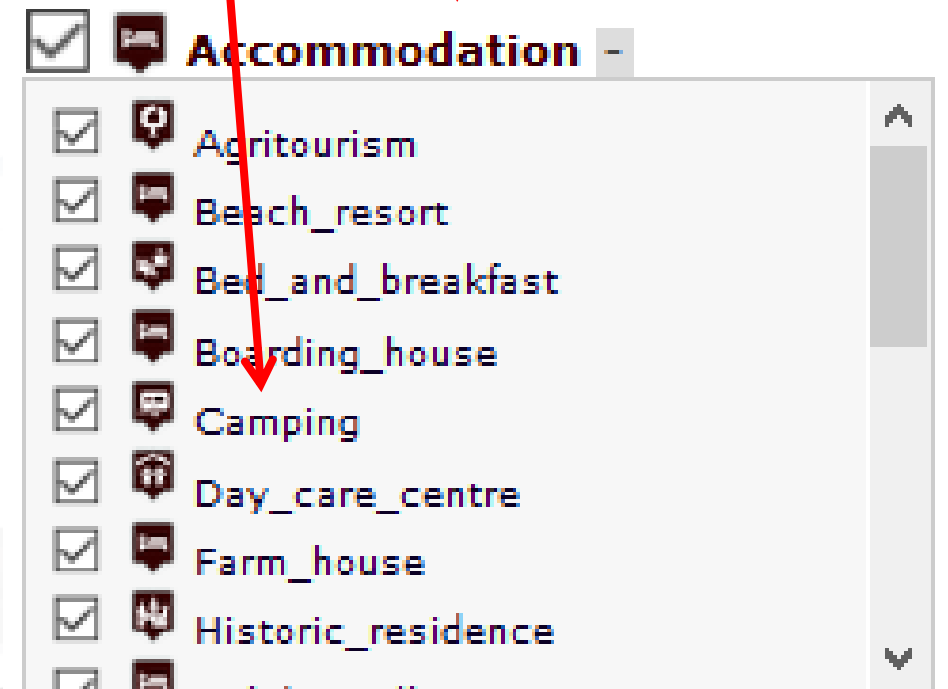 Accommodation -
Agritourism
Beach_resort
Bed_and_breakfast
Boarding_house
Camping
Day_care_centre
Farm_house
Historic_residence